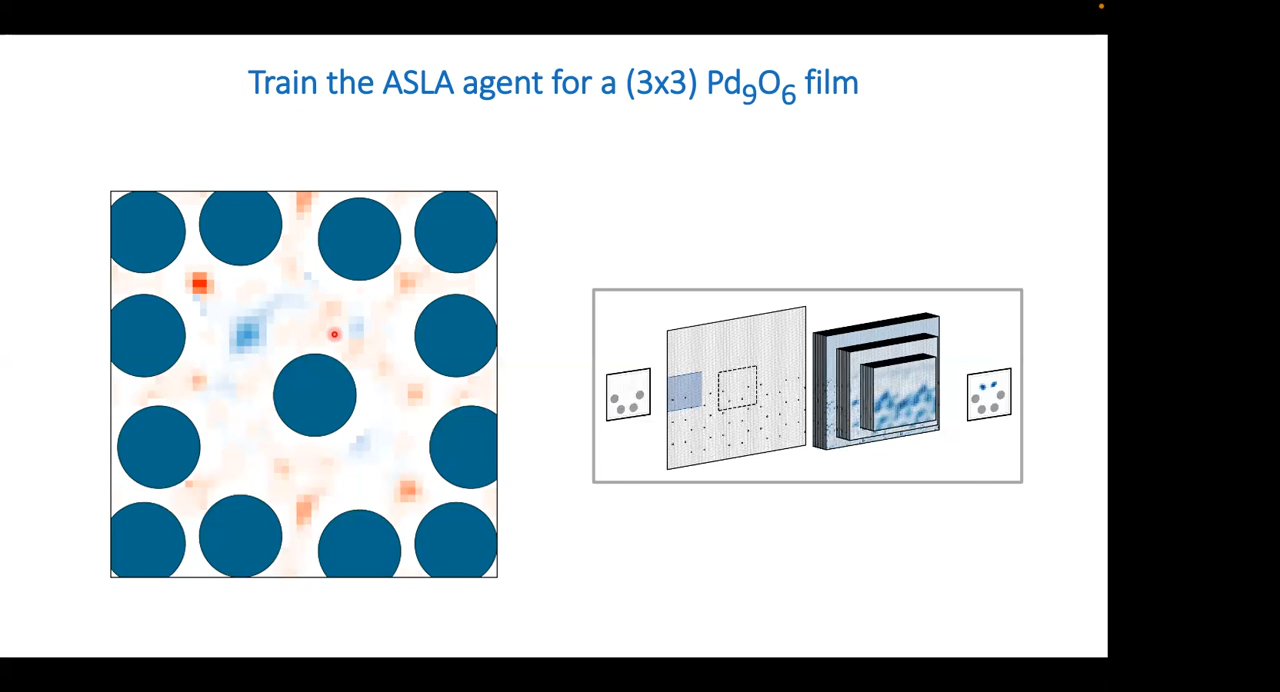 Train the ASLA agent for a (3x3) Pd₉O₆ film